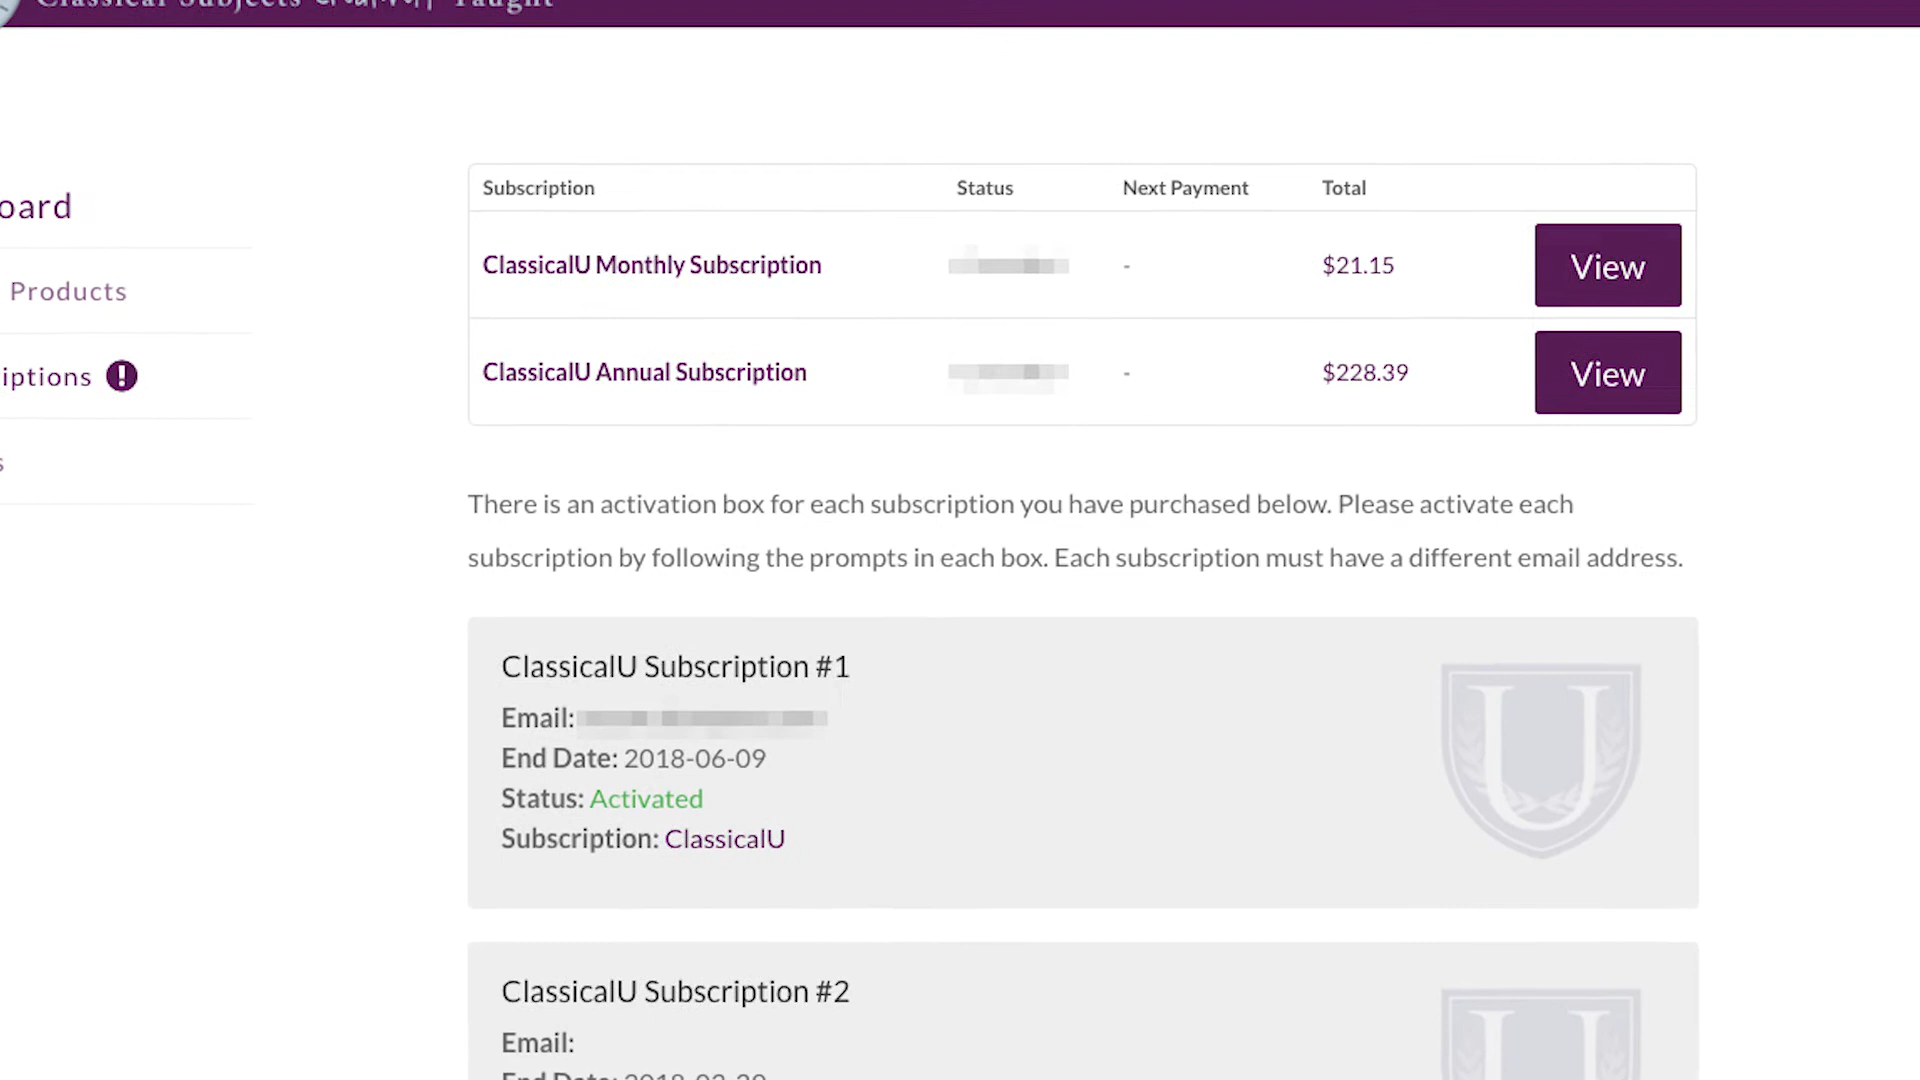 Classical Subjects Taught
oard
Products
iptions !
s
Subscription Status Next Payment Total
ClassicalU Monthly Subscription - $21.15 View
ClassicalU Annual Subscription - $228.39 View
There is an activation box for each subscription you have purchased below. Please activate each
subscription by following the prompts in each box. Each subscription must have a different email address.
ClassicalU Subscription #1
Email:
End Date: 2018-06-09
Status: Activated
Subscription: ClassicalU
U
ClassicalU Subscription #2
Email:
U